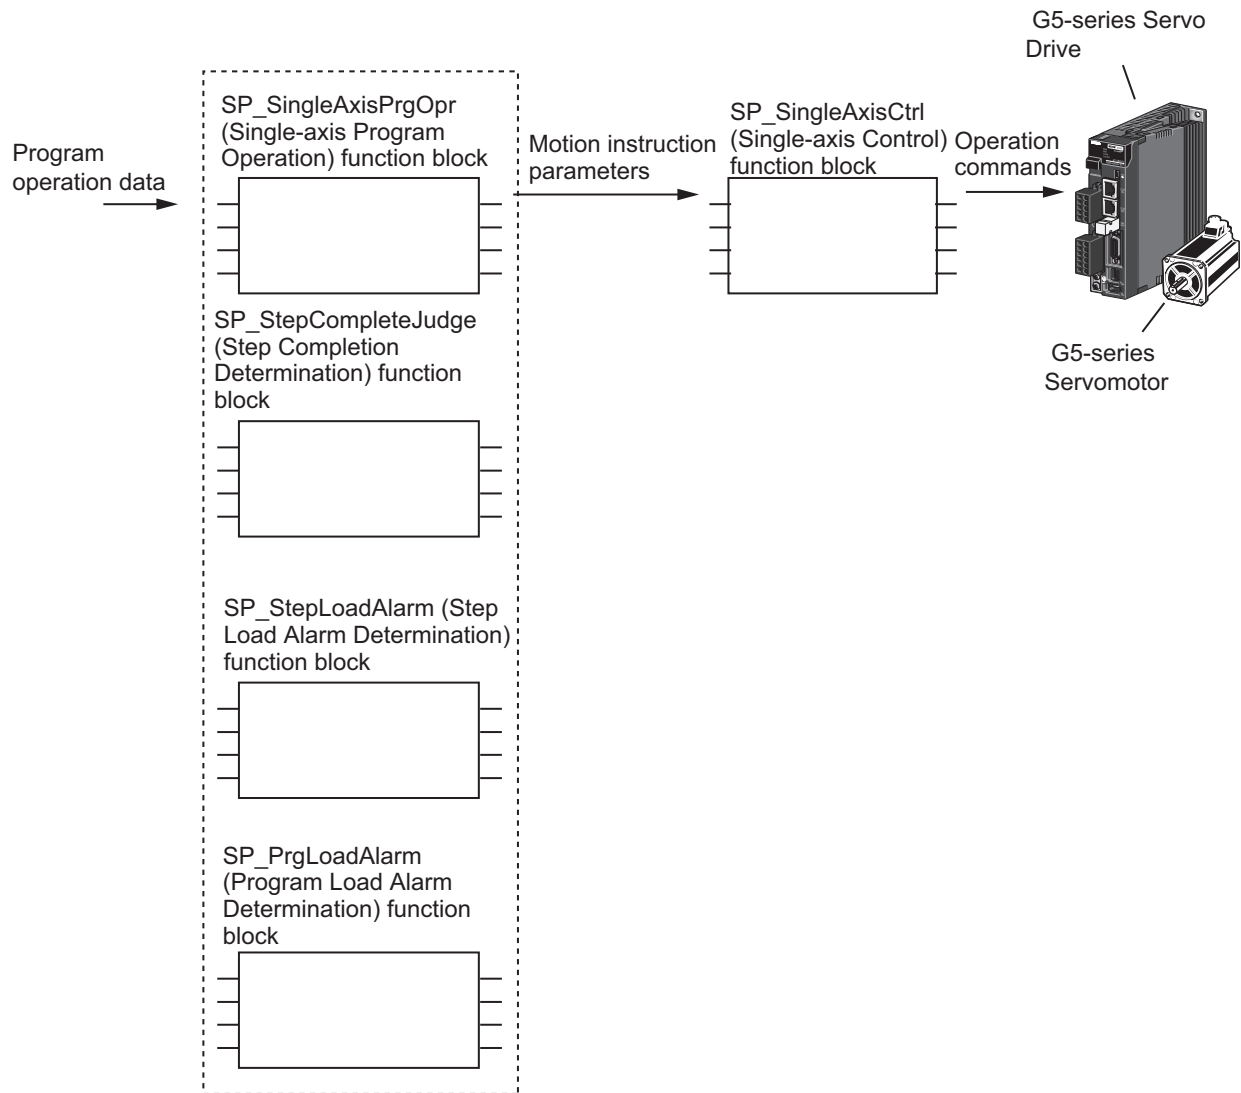 G5-series Servo
Drive
SP_SingleAxisPrgOpr
(Single-axis Program
Operation) function block
SP_SingleAxisCtrl
(Single-axis Control)
function block
Program
operation data
Motion instruction
parameters
Operation
commands
SP_StepCompleteJudge
(Step Completion
Determination) function
block
G5-series
Servomotor
SP_StepLoadAlarm (Step
Load Alarm Determination)
function block
SP_PrgLoadAlarm
(Program Load Alarm
Determination) function
block